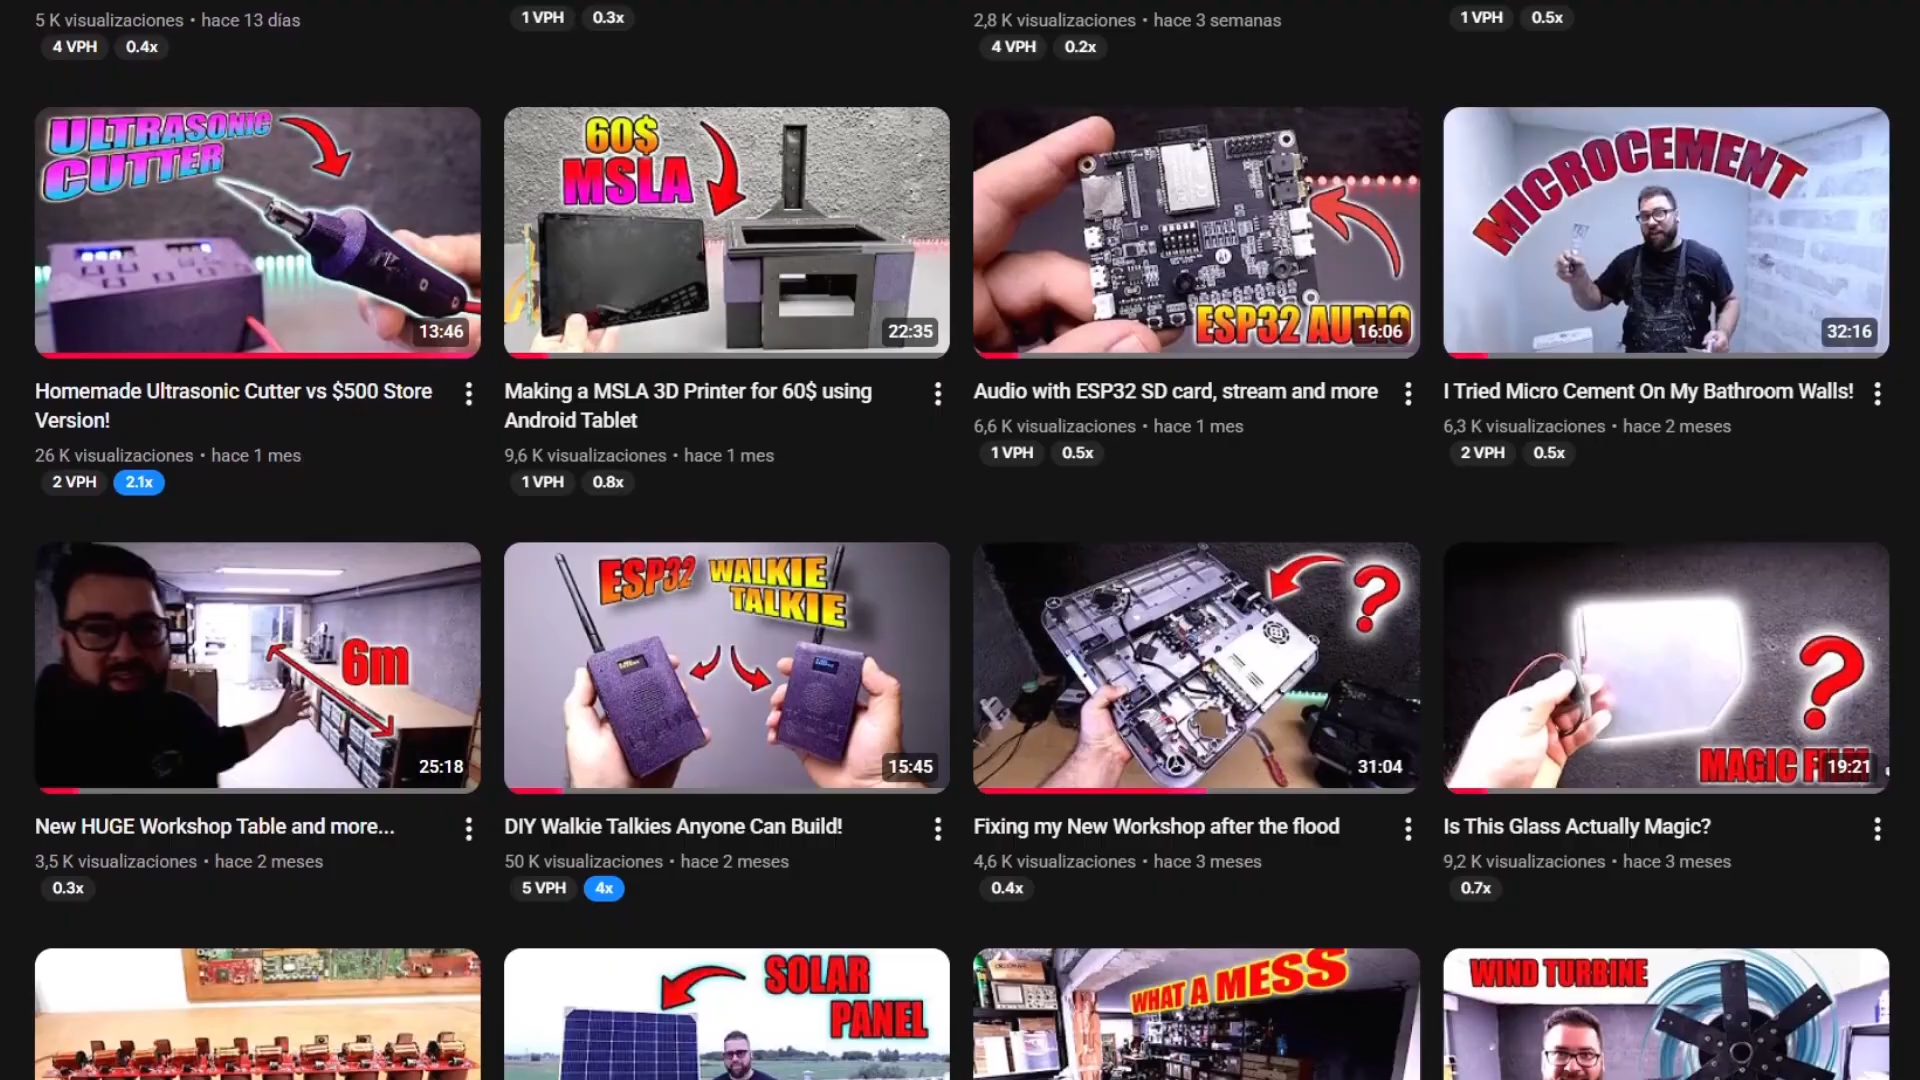 5 K visualizaciones • hace 13 días
4 VPH 0.4x
1 VPH 0.3x
2,8 K visualizaciones • hace 3 semanas
4 VPH 0.2x
1 VPH 0.5x
ULTRASONIC
CUTTER
13:46
60$
MSLA
22:35
ESP32 AUDIO
16:06
MICROCEMENT
32:16
Homemade Ultrasonic Cutter vs $500 Store
Version!
26 K visualizaciones • hace 1 mes
2 VPH 2.1x
Making a MSLA 3D Printer for 60$ using
Android Tablet
9,6 K visualizaciones • hace 1 mes
1 VPH 0.8x
Audio with ESP32 SD card, stream and more
6,6 K visualizaciones • hace 1 mes
1 VPH 0.5x
I Tried Micro Cement On My Bathroom Walls!
6,3 K visualizaciones • hace 2 meses
2 VPH 0.5x
6m
25:18
ESP32 WALKIE
TALKIE
15:45
?
31:04
?
MAGIC FILM
19:21
New HUGE Workshop Table and more...
3,5 K visualizaciones • hace 2 meses
0.3x
DIY Walkie Talkies Anyone Can Build!
50 K visualizaciones • hace 2 meses
5 VPH 4x
Fixing my New Workshop after the flood
4,6 K visualizaciones • hace 3 meses
0.4x
Is This Glass Actually Magic?
9,2 K visualizaciones • hace 3 meses
0.7x
SOLAR
PANEL
WHAT A MESS
WIND TURBINE